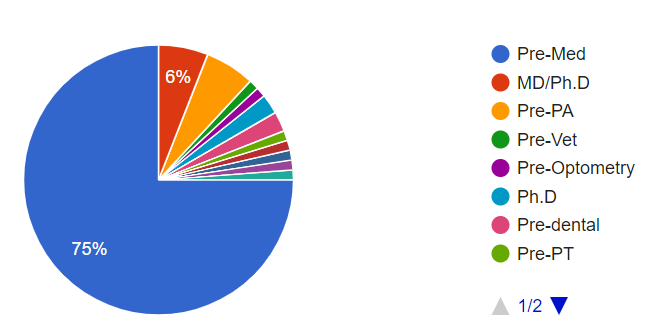 6%
75%
Pre-Med
MD/Ph.D
Pre-PA
Pre-Vet
Pre-Optometry
Ph.D
Pre-dental
Pre-PT
1/2